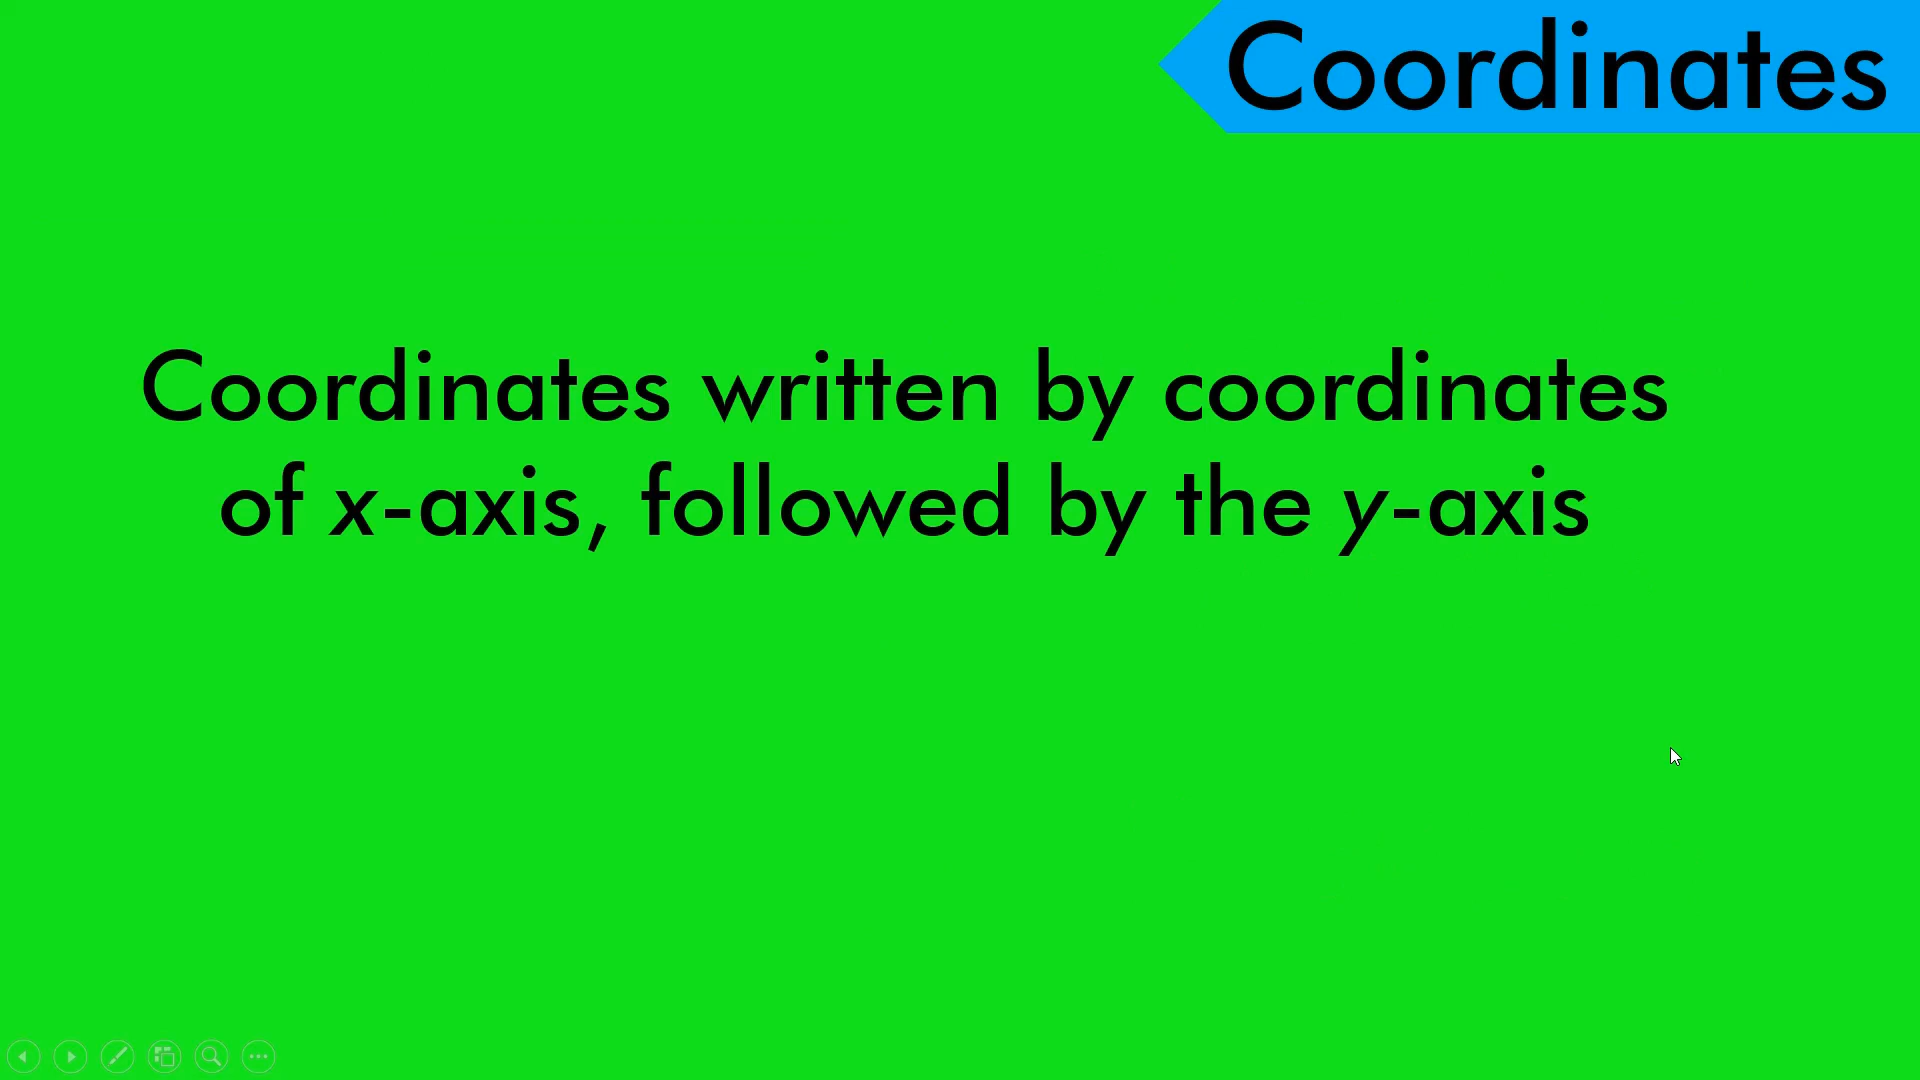 Coordinates
Coordinates written by coordinates
of x-axis, followed by the y-axis